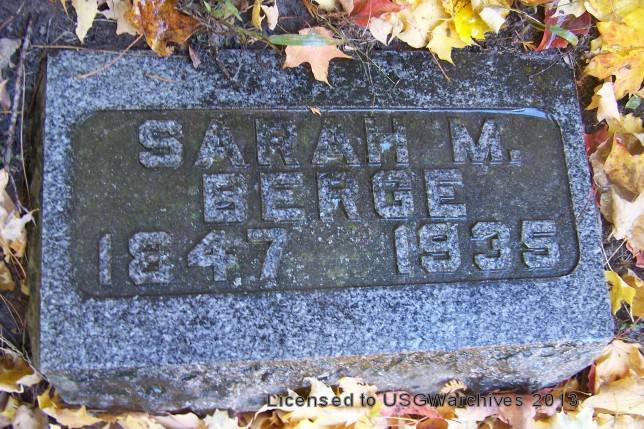 SARAH M.
BERGE
1847 1935
Licensed to USGWarchives 2013